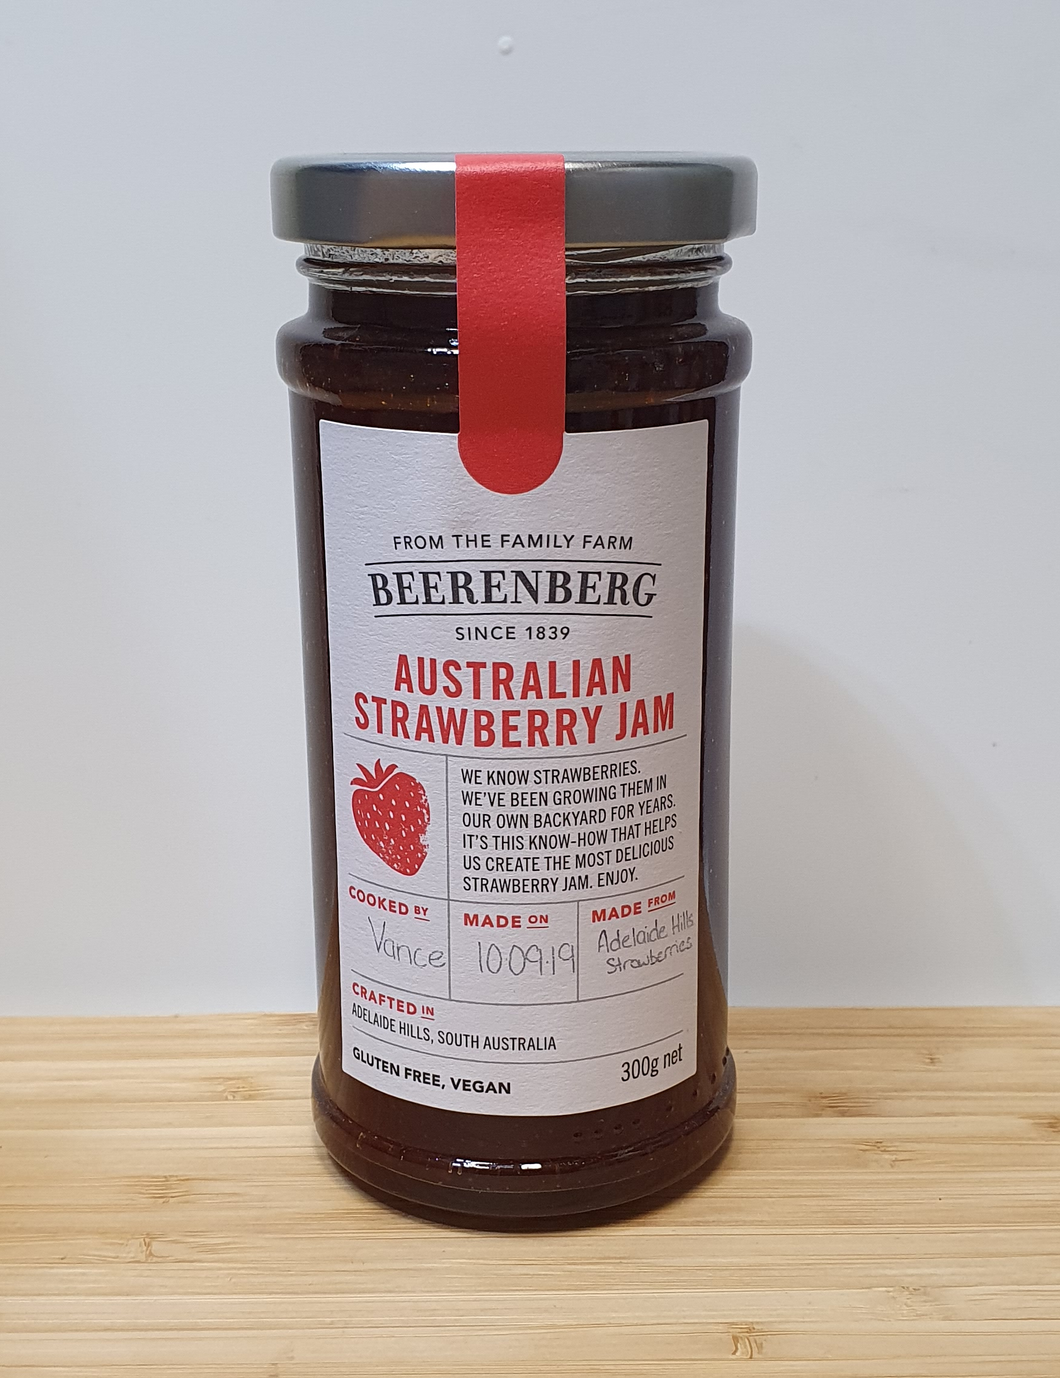 FROM THE FAMILY FARM
BEERENBERG
SINCE 1839
AUSTRALIAN
STRAWBERRY JAM
WE KNOW STRAWBERRIES.
WE'VE BEEN GROWING THEM IN
OUR OWN BACKYARD FOR YEARS.
IT'S THIS KNOW-HOW THAT HELPS
US CREATE THE MOST DELICIOUS
STRAWBERRY JAM. ENJOY.
COOKED BY
Vance
MADE ON
10.09.19
MADE FROM
Adelaide Hills
Strawberries
CRAFTED IN
ADELAIDE HILLS, SOUTH AUSTRALIA
GLUTEN FREE, VEGAN
300g net